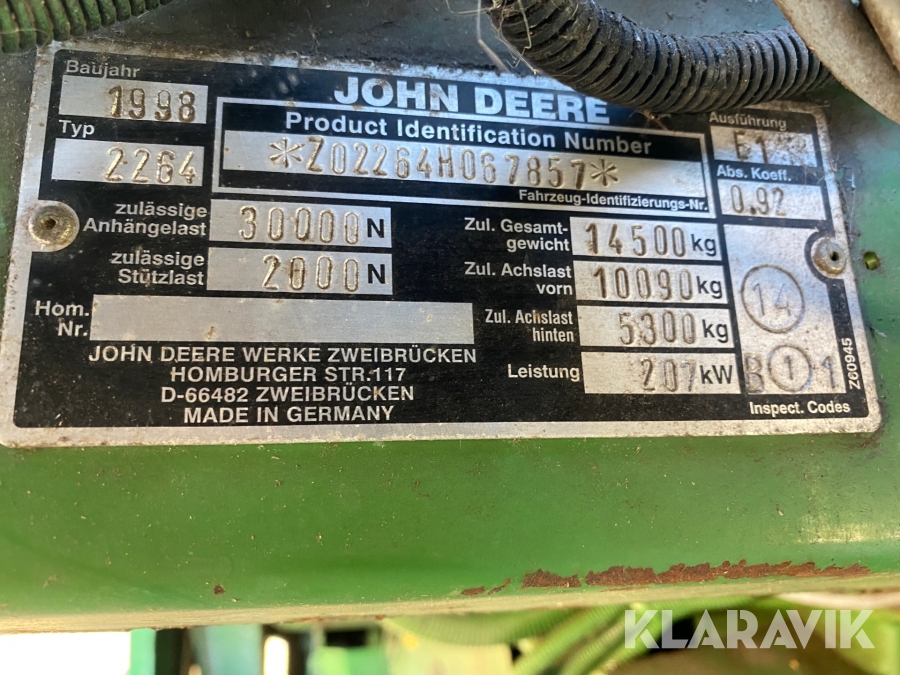 Baujahr
1998
JOHN DEERE
Ausführung
E1
Typ
2264
Product Identification Number
*Z02264H067857*
Fahrzeug-Identifizierungs-Nr.
Abs. Koeff.
0.92
zulässige
Anhängelast 30000 N
zulässige
Stützlast 2000 N
Hom.
Nr.
Zul. Gesamt-
gewicht 14500 kg
Zul. Achslast
vorn 10090 kg
Zul. Achslast
hinten 5300 kg
Leistung 207 kW
14
B 1 1
Inspect. Codes
Z60945
JOHN DEERE WERKE ZWEIBRÜCKEN
HOMBURGER STR.117
D-66482 ZWEIBRÜCKEN
MADE IN GERMANY
KLARAVIK